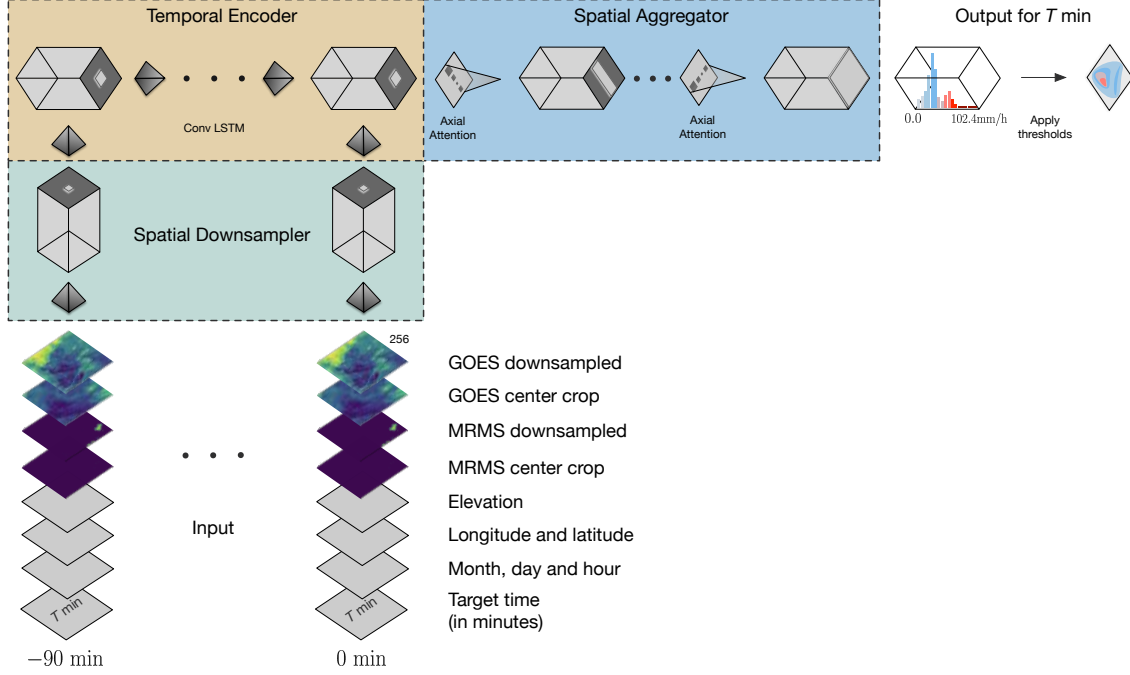 Temporal Encoder
Spatial Aggregator
Output for T min
Conv LSTM
Axial
Attention
Axial
Attention
0.0
102.4mm/h
Apply
thresholds
Spatial Downsampler
256
GOES downsampled
GOES center crop
MRMS downsampled
MRMS center crop
Elevation
Input
Longitude and latitude
Month, day and hour
T min
T min
Target time
(in minutes)
−90 min
0 min